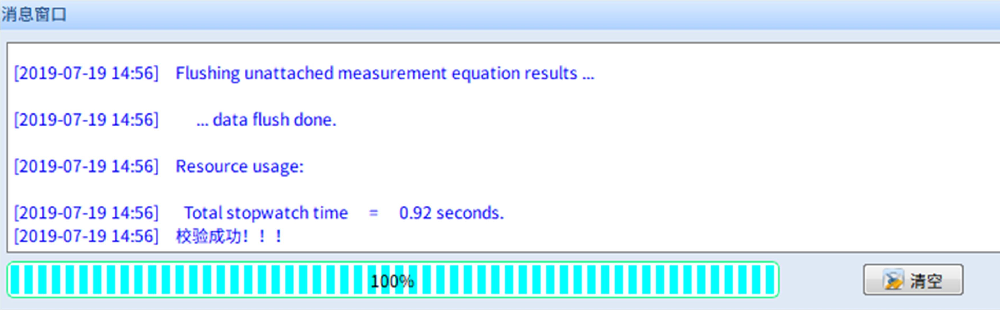 消息窗口
[2019-07-19 14:56] Flushing unattached measurement equation results ...
[2019-07-19 14:56] ... data flush done.
[2019-07-19 14:56] Resource usage:
[2019-07-19 14:56] Total stopwatch time = 0.92 seconds.
[2019-07-19 14:56] 校验成功！！！
100%
清空